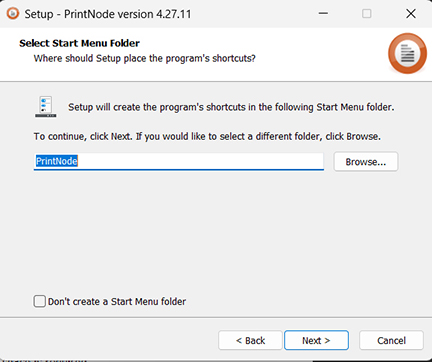 Setup - PrintNode version 4.27.11
Select Start Menu Folder
Where should Setup place the program's shortcuts?
Setup will create the program's shortcuts in the following Start Menu folder.
To continue, click Next. If you would like to select a different folder, click Browse.
PrintNode
Browse...
Don't create a Start Menu folder
< Back
Next >
Cancel